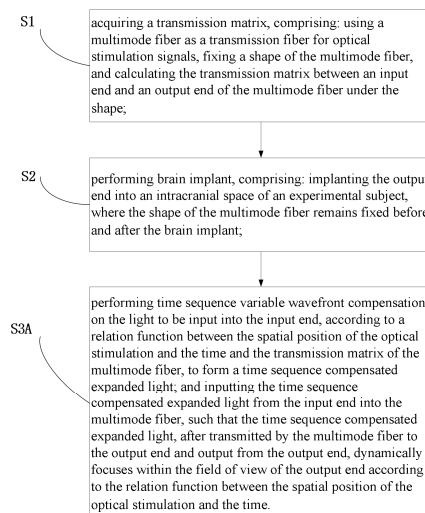 S1
acquiring a transmission matrix, comprising: using a
multimode fiber as a transmission fiber for optical
stimulation signals, fixing a shape of the multimode fiber,
and calculating the transmission matrix between an input
end and an output end of the multimode fiber under the
shape;
S2
performing brain implant, comprising: implanting the output
end into an intracranial space of an experimental subject,
where the shape of the multimode fiber remains fixed before
and after the brain implant;
S3A
performing time sequence variable wavefront compensation
on the light to be input into the input end, according to a
relation function between the spatial position of the optical
stimulation and the time and the transmission matrix of the
multimode fiber, to form a time sequence compensated
expanded light; and inputting the time sequence
compensated expanded light from the input end into the
multimode fiber, such that the time sequence compensated
expanded light, after transmitted by the multimode fiber to
the output end and output from the output end, dynamically
focuses within the field of view of the output end according
to the relation function between the spatial position of the
optical stimulation and the time.